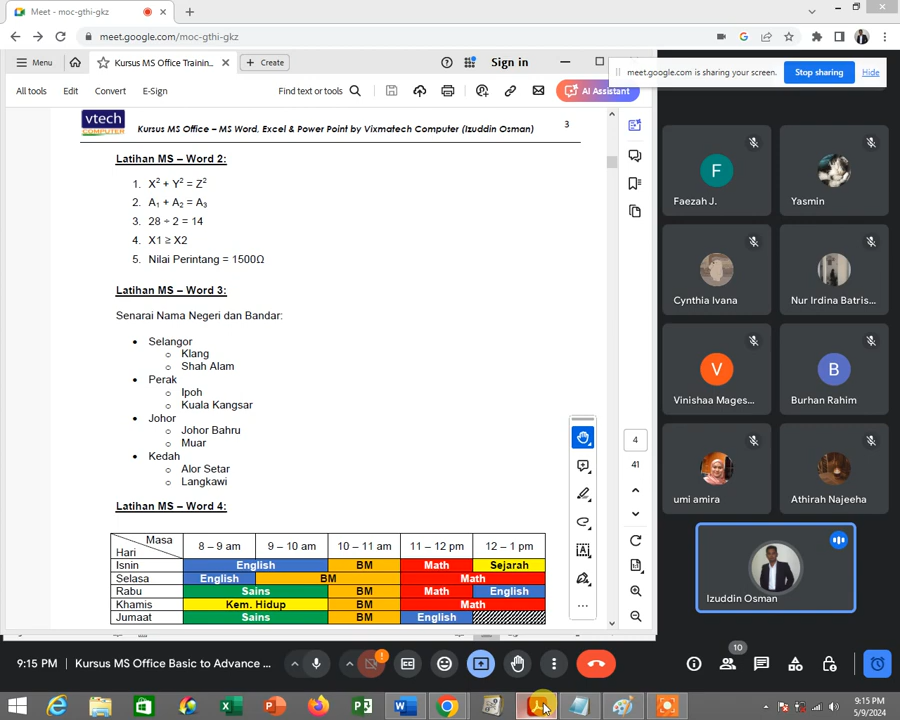 Meet - moc-gthi-gkz
meet.google.com/moc-gthi-gkz
Menu
Kursus MS Office Trainin...
Create
Sign in
meet.google.com is sharing your screen.
Stop sharing
Hide
All tools
Edit
Convert
E-Sign
Find text or tools
AI Assistant
vtech
COMPUTER
Kursus MS Office – MS Word, Excel & Power Point by Vixmatech Computer (Izuddin Osman)
3
Latihan MS – Word 2:
1. X² + Y² = Z²
2. A₁ + A₂ = A₃
3. 28 ÷ 2 = 14
4. X1 ≥ X2
5. Nilai Perintang = 1500Ω
Latihan MS – Word 3:
Senarai Nama Negeri dan Bandar:
• Selangor
o Klang
o Shah Alam
• Perak
o Ipoh
o Kuala Kangsar
• Johor
o Johor Bahru
o Muar
• Kedah
o Alor Setar
o Langkawi
Latihan MS – Word 4:
Masa
Hari
8 – 9 am 9 – 10 am 10 – 11 am 11 – 12 pm 12 – 1 pm
Isnin English BM Math Sejarah
Selasa English BM Math
Rabu Sains BM Math English
Khamis Kem. Hidup BM Math
Jumaat Sains BM English
4
41
Faezah J.
Yasmin
Cynthia Ivana
Nur Irdina Batris...
V
Vinishaa Mages...
B
Burhan Rahim
F
umi amira
Athirah Najeeha
Izuddin Osman
9:15 PM
Kursus MS Office Basic to Advance ...
10
9:15 PM
5/9/2024